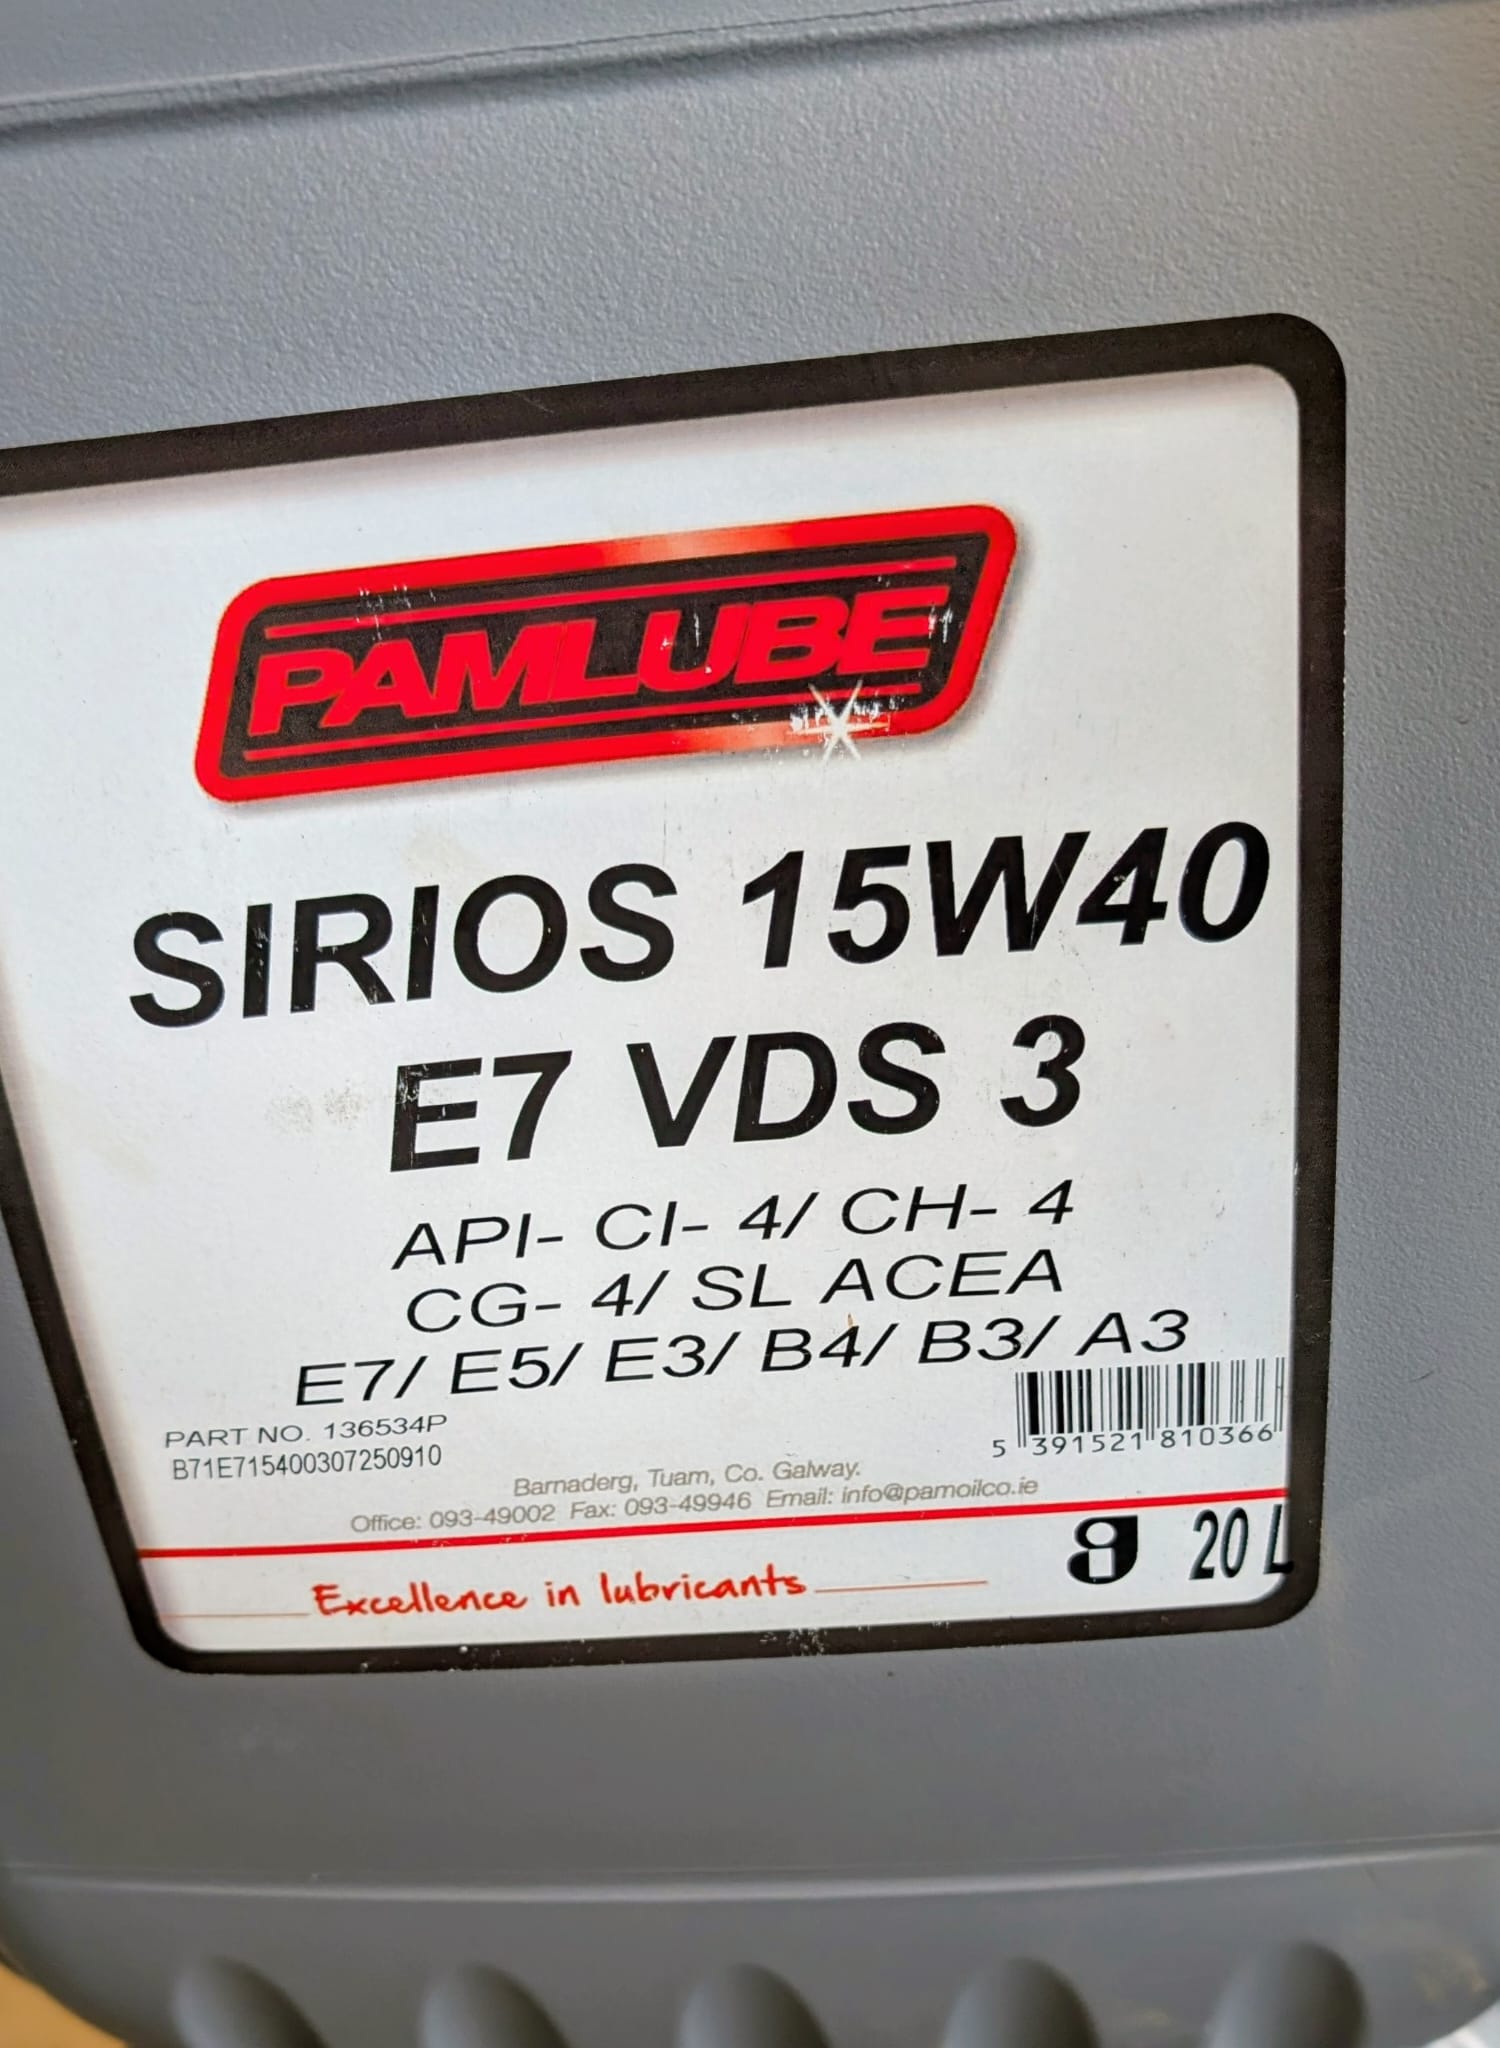 PAMLUBE
SIRIOS 15W40
E7 VDS 3
API- CI- 4/ CH- 4
CG- 4/ SL ACEA
E7/ E5/ E3/ B4/ B3/ A3
PART NO. 136534P
B71E715400307250910
5 391521 810366
Barnaderg, Tuam, Co. Galway.
Office: 093-49002 Fax: 093-49946 Email: info@pamoilco.ie
20 L
Excellence in lubricants